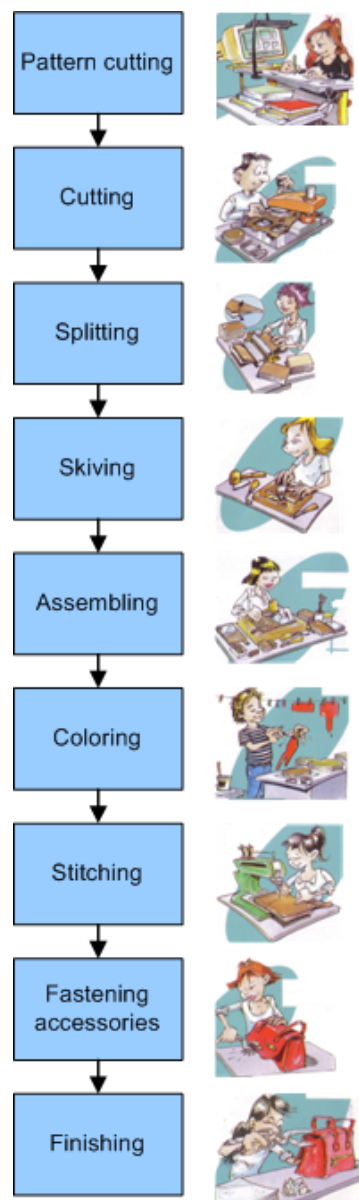 Pattern cutting
Cutting
Splitting
Skiving
Assembling
Coloring
Stitching
Fastening
accessories
Finishing